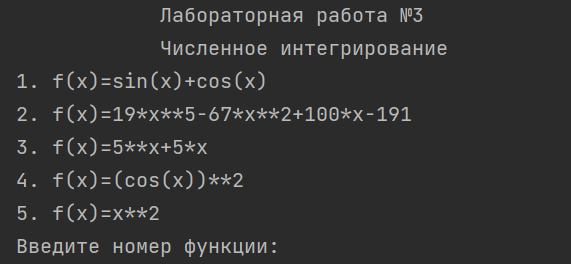 Лабораторная работа №3
Численное интегрирование
1. f(x)=sin(x)+cos(x)
2. f(x)=19*x**5-67*x**2+100*x-191
3. f(x)=5**x+5*x
4. f(x)=(cos(x))**2
5. f(x)=x**2
Введите номер функции: